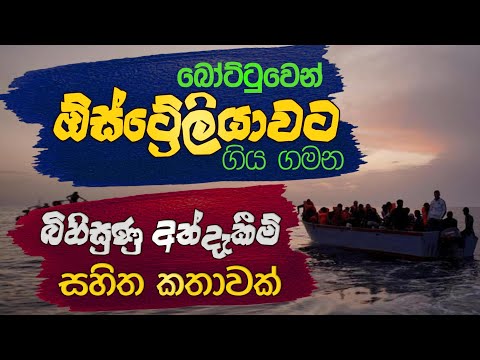 බෝට්ටුවෙන්
ඕස්ට්‍රේලියාවට
ගිය ගමන
බිහිසුණු අත්දැකීම්
සහිත කතාවක්